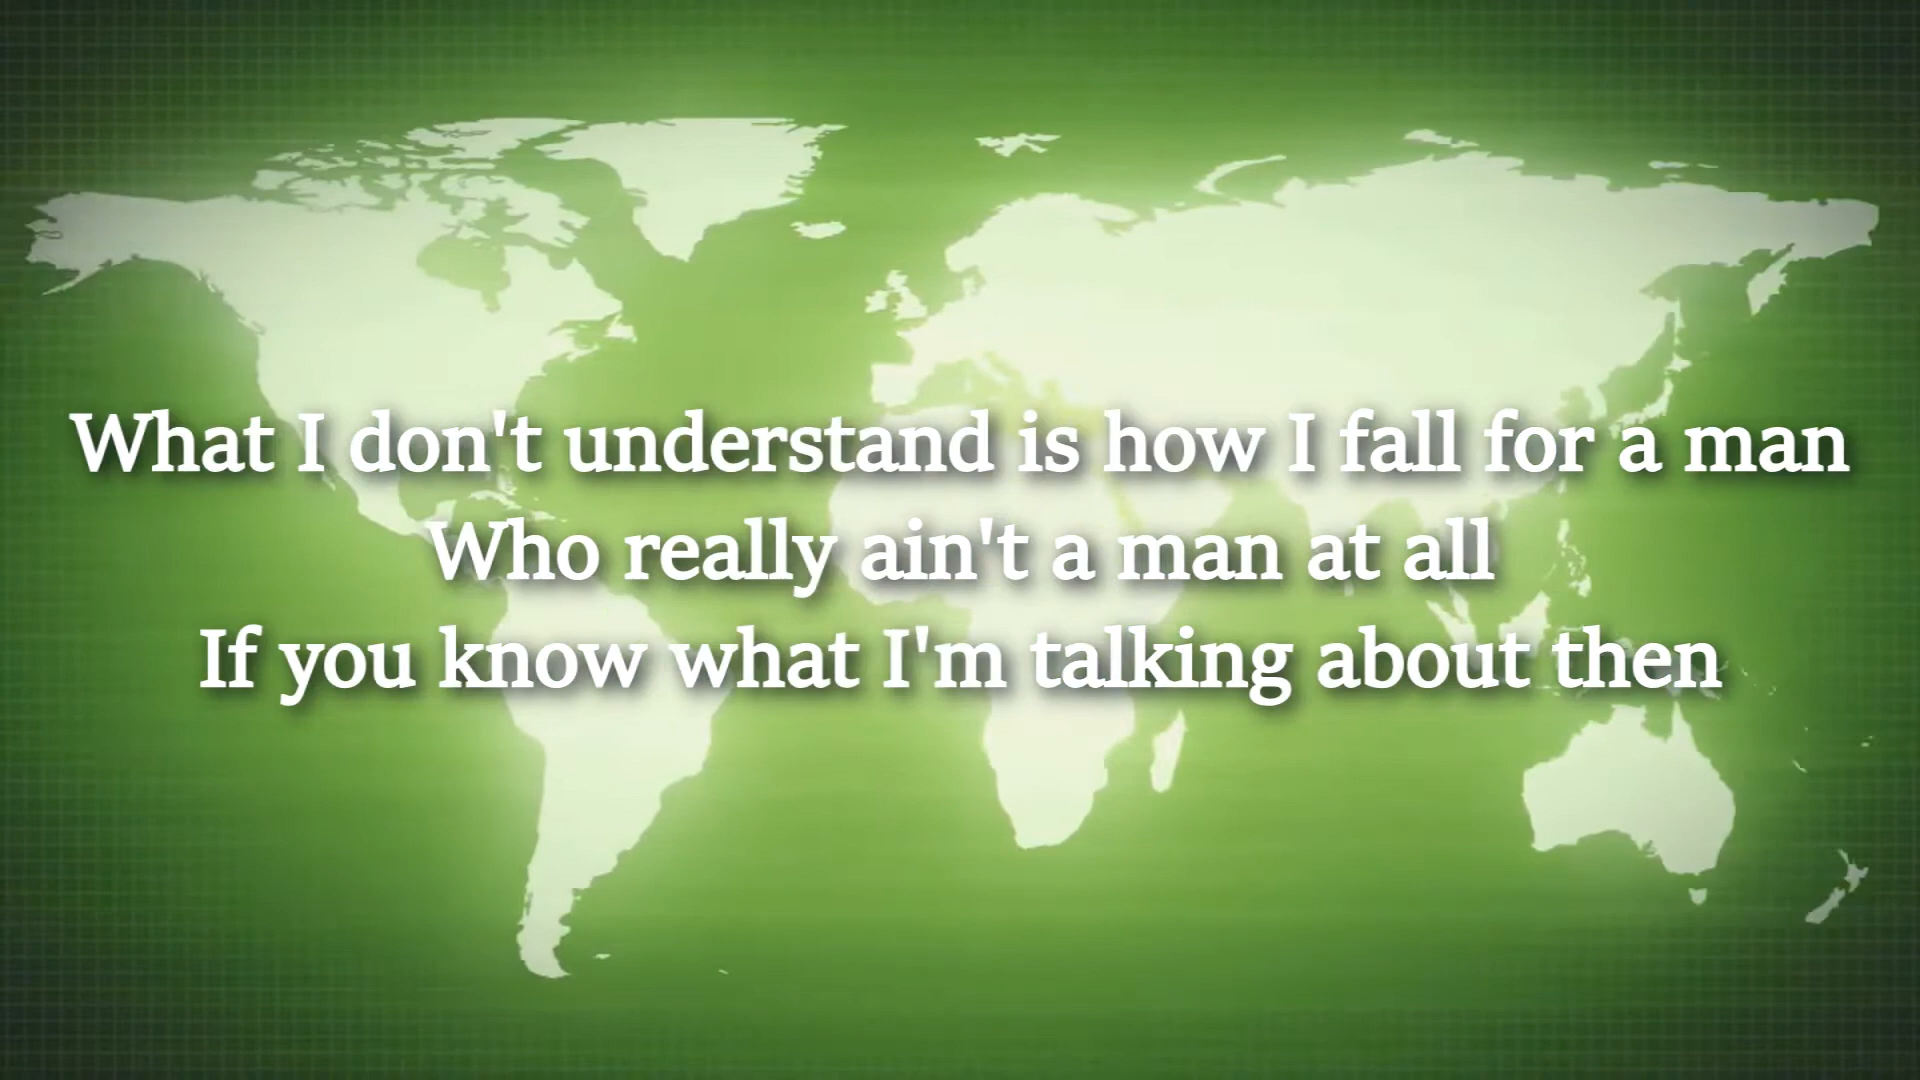 What I don't understand is how I fall for a man
Who really ain't a man at all
If you know what I'm talking about then